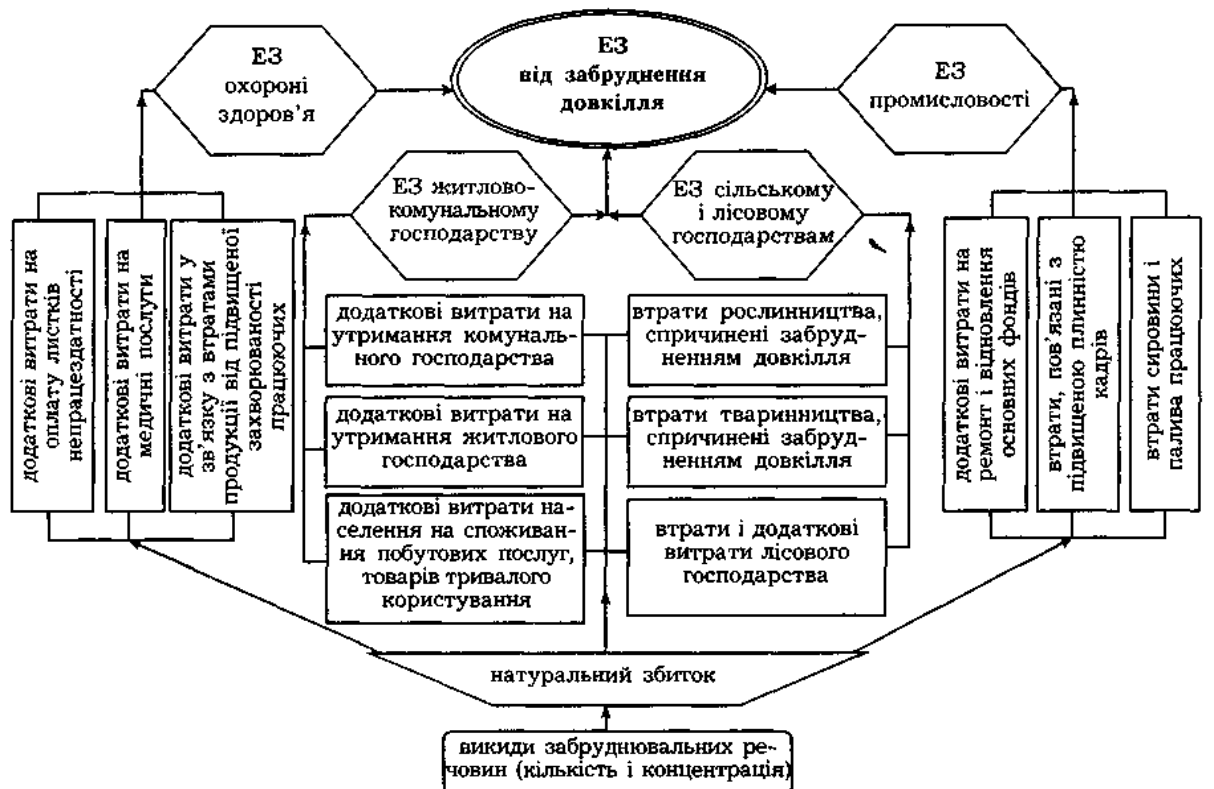 ЕЗ
охороні
здоров'я
ЕЗ
від забруднення
довкілля
ЕЗ
промисловості
ЕЗ житлово-
комунальному
господарству
ЕЗ сільському
і лісовому
господарствам
додаткові витрати на
оплату листків
непрацездатності
додаткові витрати на
медичні послуги
додаткові витрати у
зв'язку з втратами
продукції від підвищеної
захворюваності
працюючих
додаткові витрати на
утримання комуналь-
ного господарства
додаткові витрати на
утримання житлового
господарства
додаткові витрати на-
селення на споживан-
ня побутових послуг,
товарів тривалого
користування
втрати рослинництва,
спричинені забруд-
ненням довкілля
втрати тваринництва,
спричинені забруд-
ненням довкілля
втрати і додаткові
витрати лісового
господарства
додаткові витрати на
ремонт і відновлення
основних фондів
втрати, пов'язані з
підвищеною плинністю
кадрів
втрати сировини і
палива працюючих
натуральний збиток
викиди забруднювальних ре-
човин (кількість і концентрація)